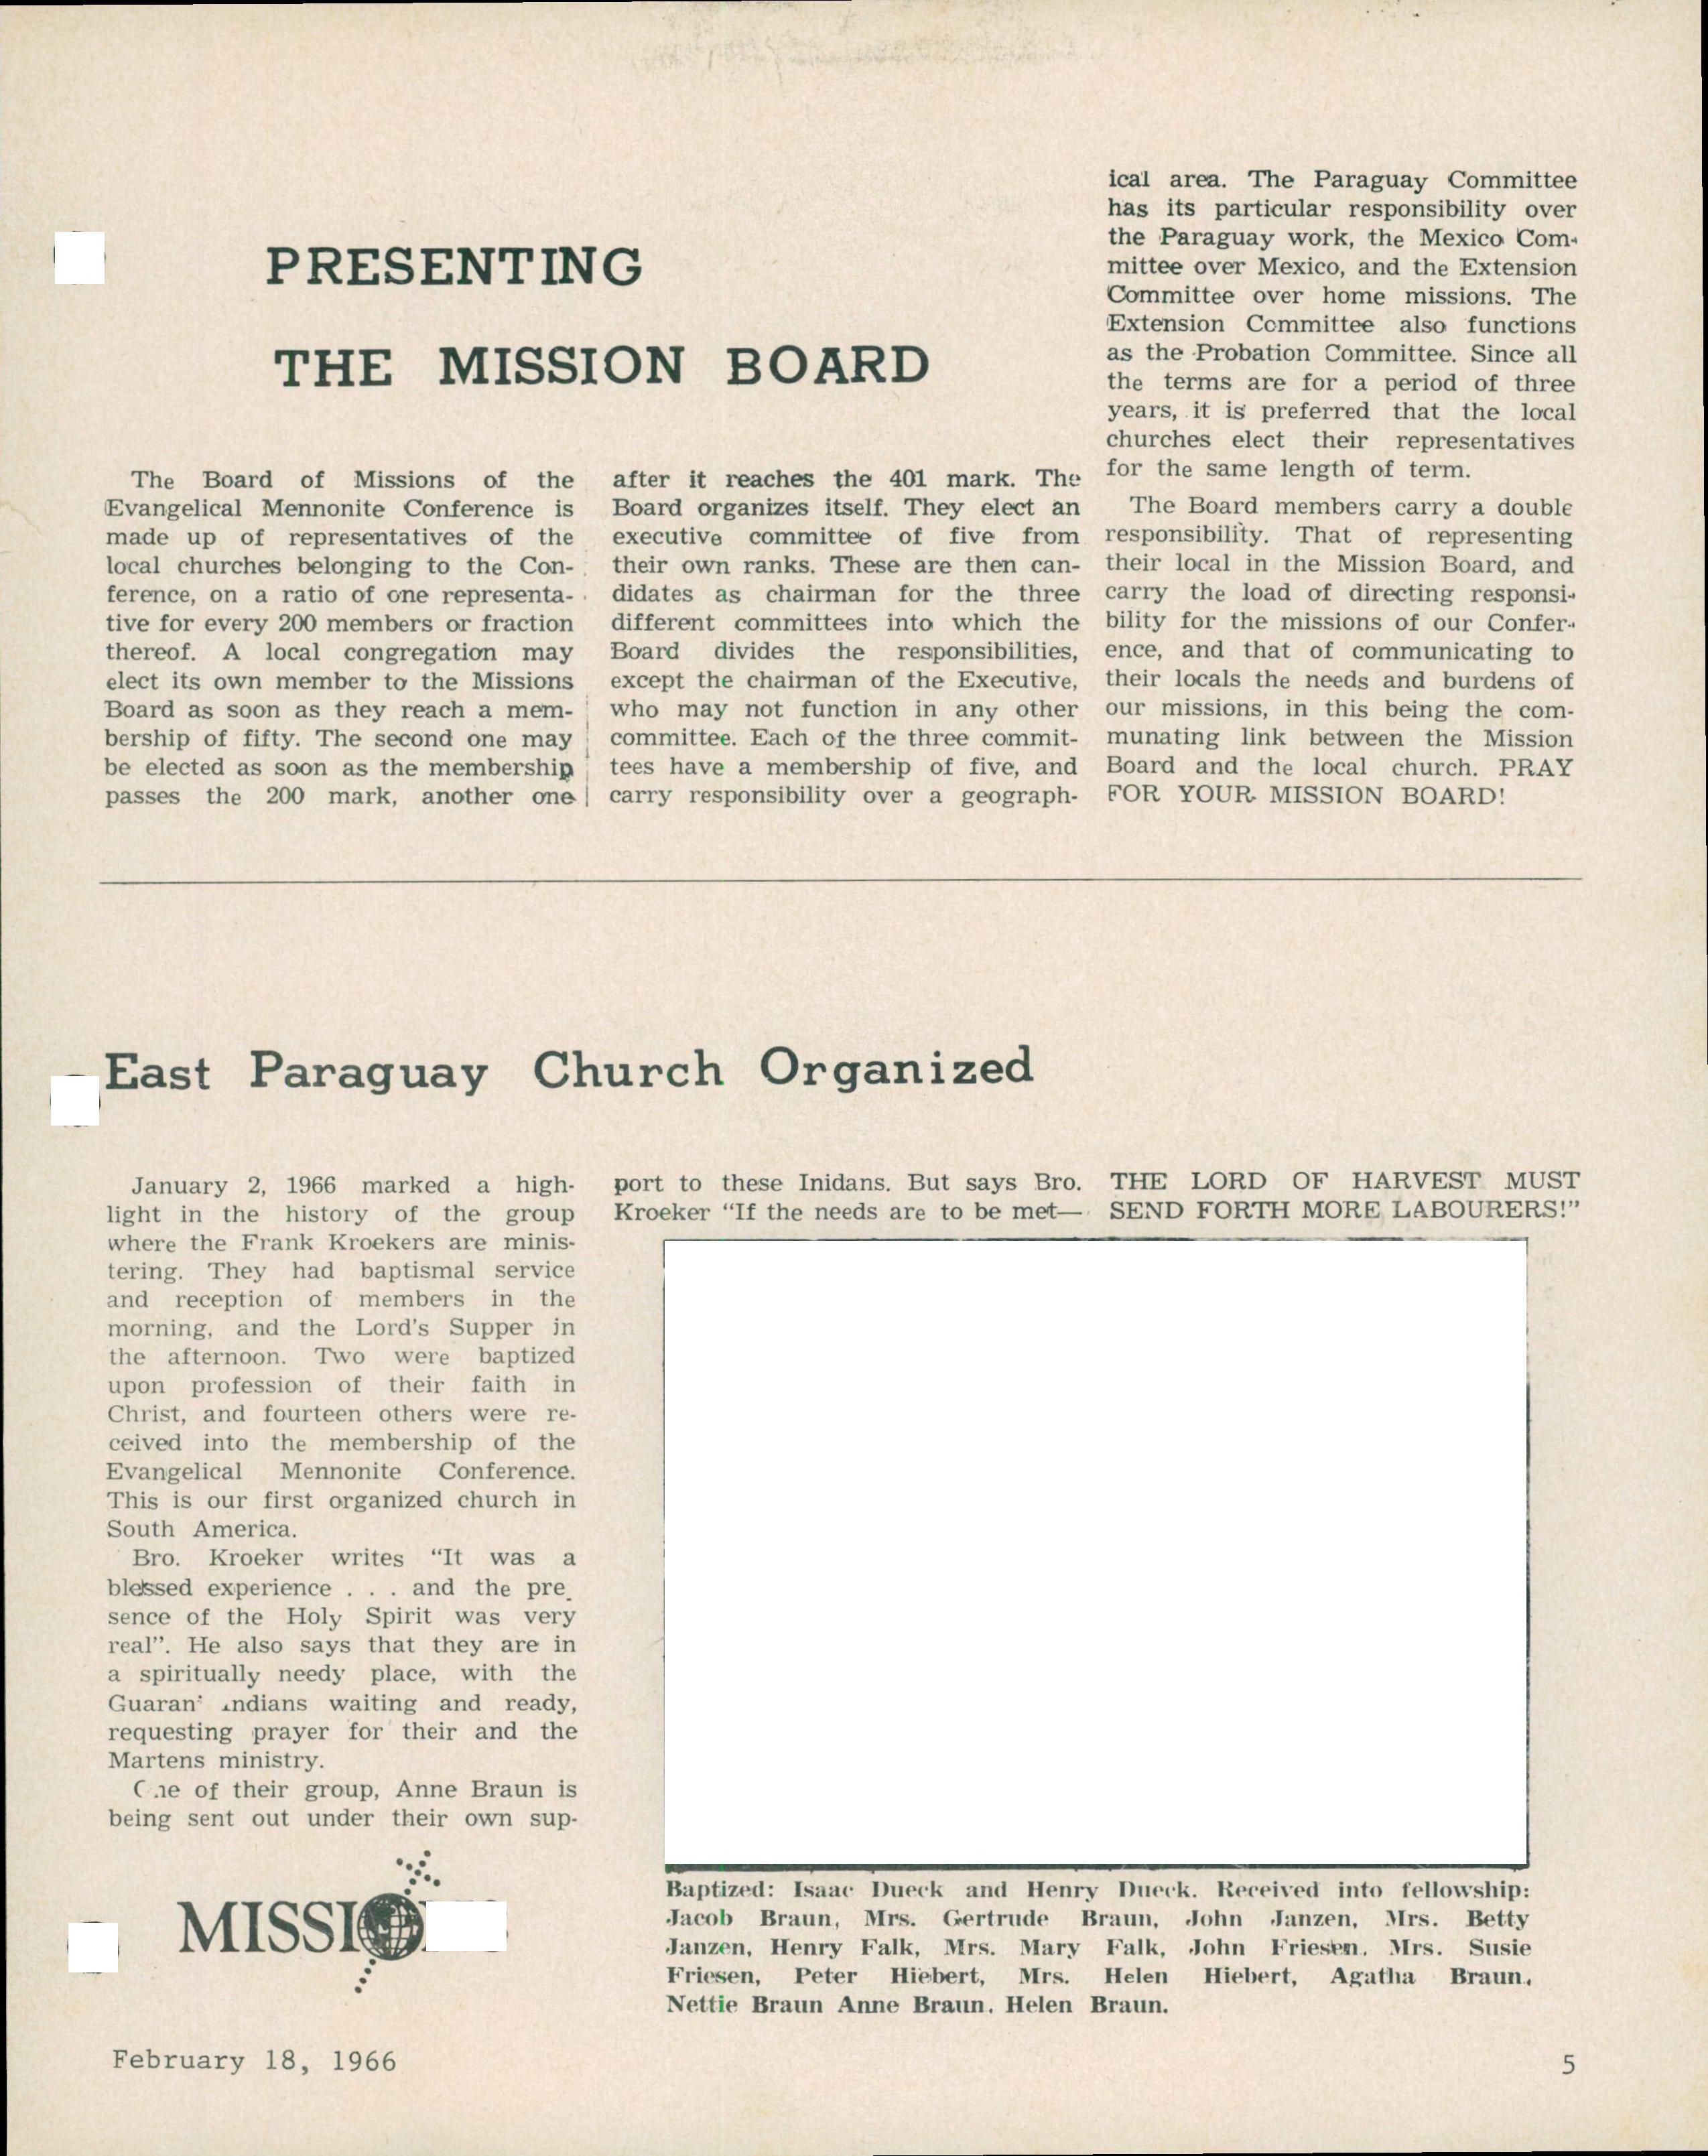 PRESENTING
THE MISSION BOARD
The Board of Missions of the
Evangelical Mennonite Conference is
made up of representatives of the
local churches belonging to the Con-
ference, on a ratio of one representa-
tive for every 200 members or fraction
thereof. A local congregation may
elect its own member to the Missions
Board as soon as they reach a mem-
bership of fifty. The second one may
be elected as soon as the membership
passes the 200 mark, another one
after it reaches the 401 mark. The
Board organizes itself. They elect an
executive committee of five from
their own ranks. These are then can-
didates as chairman for the three
different committees into which the
Board divides the responsibilities,
except the chairman of the Executive,
who may not function in any other
committee. Each of the three commit-
tees have a membership of five, and
carry responsibility over a geograph-
ical area. The Paraguay Committee
has its particular responsibility over
the Paraguay work, the Mexico Com-
mittee over Mexico, and the Extension
Committee over home missions. The
Extension Committee also functions
as the Probation Committee. Since all
the terms are for a period of three
years, it is preferred that the local
churches elect their representatives
for the same length of term.
The Board members carry a double
responsibility. That of representing
their local in the Mission Board, and
carry the load of directing responsi-
bility for the missions of our Confer-
ence, and that of communicating to
their locals the needs and burdens of
our missions, in this being the com-
munating link between the Mission
Board and the local church. PRAY
FOR YOUR MISSION BOARD!
East Paraguay Church Organized
January 2, 1966 marked a high-
light in the history of the group
where the Frank Kroekers are minis-
tering. They had baptismal service
and reception of members in the
morning, and the Lord's Supper in
the afternoon. Two were baptized
upon profession of their faith in
Christ, and fourteen others were re-
ceived into the membership of the
Evangelical Mennonite Conference.
This is our first organized church in
South America.
Bro. Kroeker writes "It was a
blessed experience . . . and the pre
sence of the Holy Spirit was very
real". He also says that they are in
a spiritually needy place, with the
waiting and ready,
requesting prayer for their and the
Martens ministry.
of their group, Anne Braun is
being sent out under their own sup-
port to these Inidans. But says Bro.
Kroeker "If the needs are to be met—
THE LORD OF HARVEST MUST
SEND FORTH MORE LABOURERS!"
Baptized: Isaac Dueck and Henry Dueck. Received into fellowship:
Jacob Braun, Mrs. Gertrude Braun, John Janzen, Mrs. Betty
Janzen, Henry Falk, Mrs. Mary Falk, John Friesen, Mrs. Susie
Friesen, Peter Hiebert, Mrs. Helen Hiebert, Agatha Braun,
Nettie Braun Anne Braun, Helen Braun.
MISSIO
February 18, 1966
5